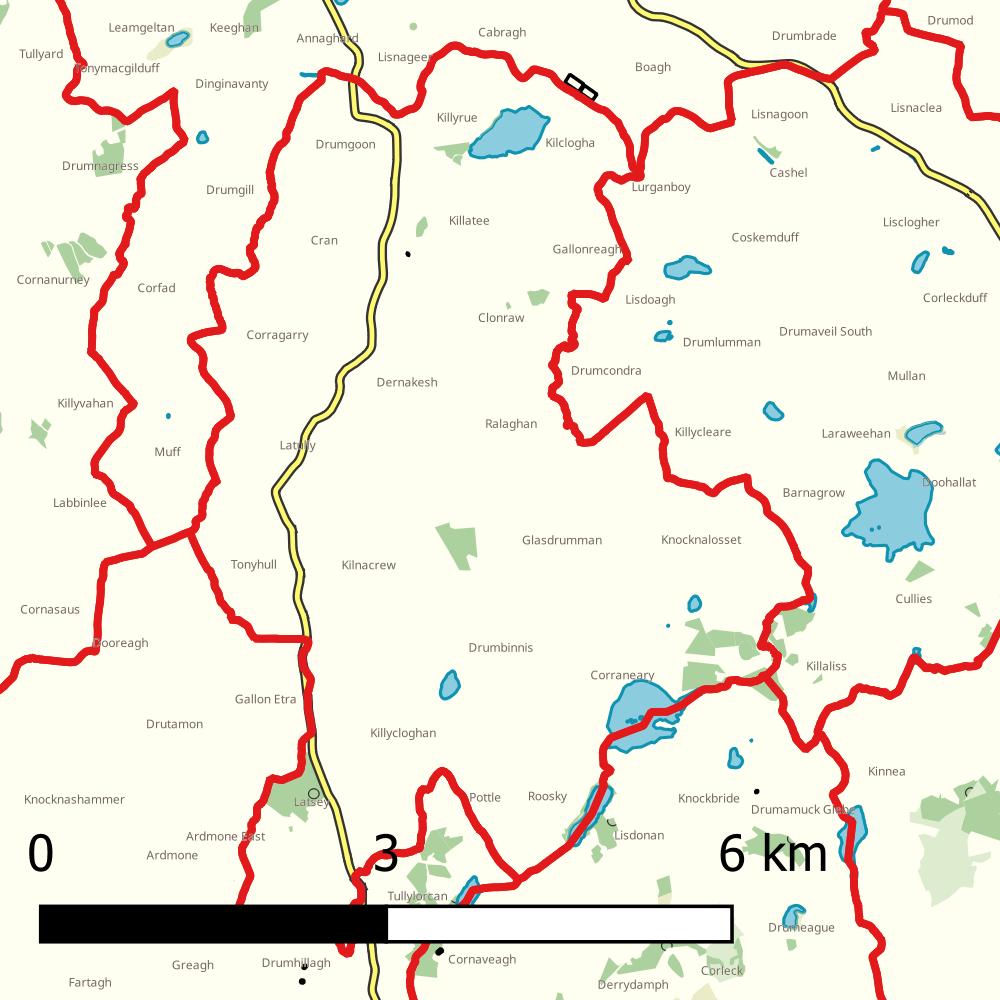 Drumod
Leamgeltan
Keeghan
Cabragh
Drumbrade
Annaghard
Tullyard
Lisnageer
Tonymacgilduff
Boagh
Dinginavanty
Lisnaclea
Lisnagoon
Killyrue
Drumgoon
Kilclogha
Drumnagress
Cashel
Lurganboy
Drumgill
Killatee
Lisclogher
Coskemduff
Cran
Gallonreagh
Cornanurney
Corfad
Corleckduff
Lisdoagh
Clonraw
Drumaveil South
Corragarry
Drumlumman
Drumcondra
Mullan
Dernakesh
Killyvahan
Ralaghan
Killycleare
Laraweehan
Latully
Muff
Doohallat
Barnagrow
Labbinlee
Glasdrumman
Knocknalosset
Tonyhull
Kilnacrew
Cullies
Cornasaus
Dooreagh
Drumbinnis
Killaliss
Corraneary
Gallon Etra
Drutamon
Killycloghan
Kinnea
Knocknashammer
Latsey
Pottle
Roosky
Knockbride
Drumamuck Glebe
Ardmone East
Lisdonan
Ardmone
0 3 6 km
Tullylorcan
Drumeague
Cornaveagh
Greagh
Drumhillagh
Corleck
Fartagh
Derrydamph